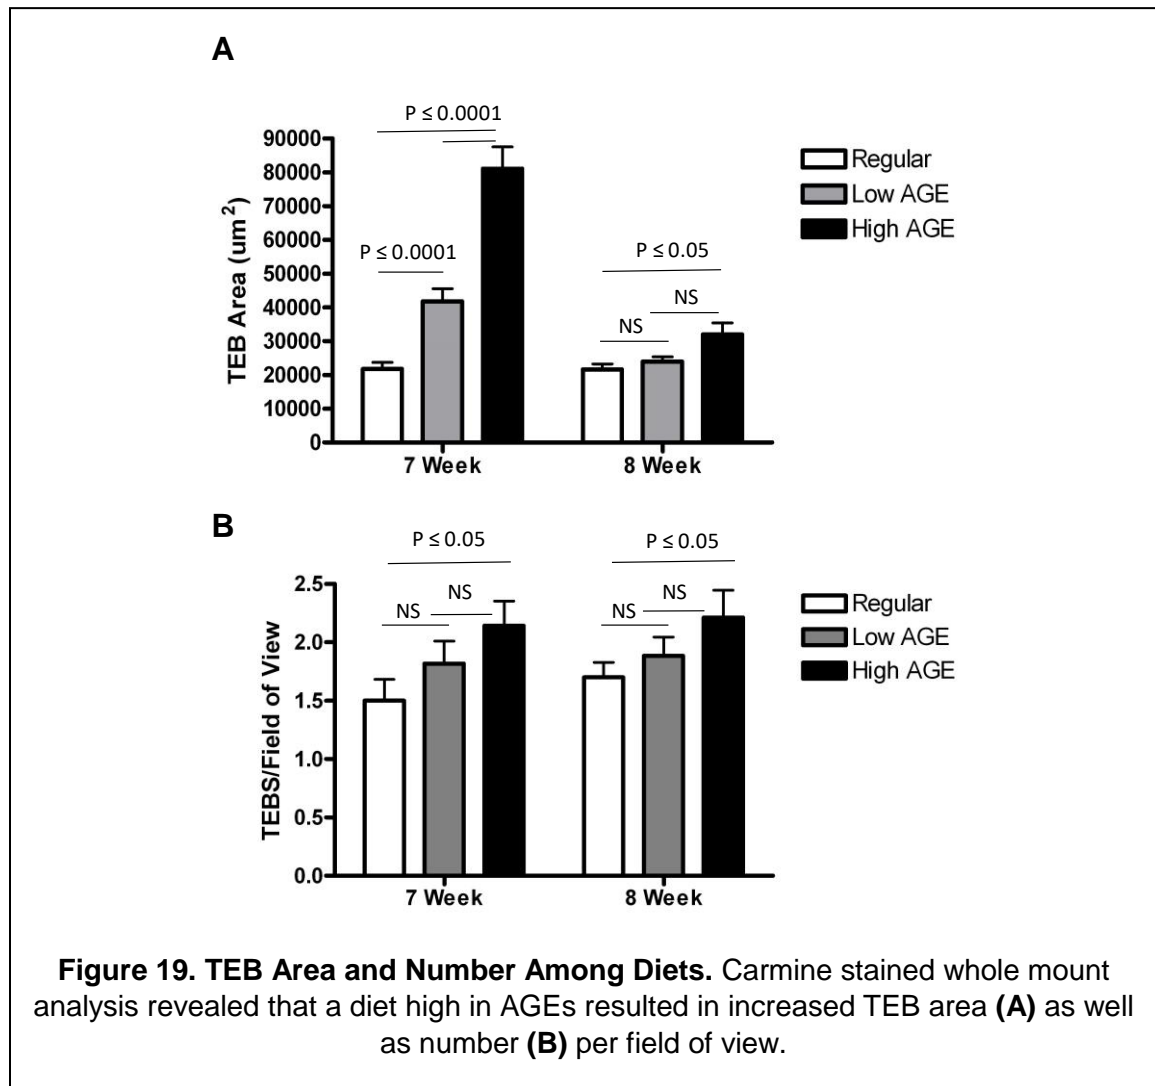 A
P ≤ 0.0001
90000
80000
70000
60000
50000
40000
30000
20000
10000
0
TEB Area (um²)
P ≤ 0.0001
P ≤ 0.05
NS
NS
7 Week
8 Week
Regular
Low AGE
High AGE
B
P ≤ 0.05
P ≤ 0.05
2.5
2.0
1.5
1.0
0.5
0.0
TEBS/Field of View
NS
NS
NS
NS
7 Week
8 Week
Regular
Low AGE
High AGE
Figure 19. TEB Area and Number Among Diets. Carmine stained whole mount
analysis revealed that a diet high in AGEs resulted in increased TEB area (A) as well
as number (B) per field of view.